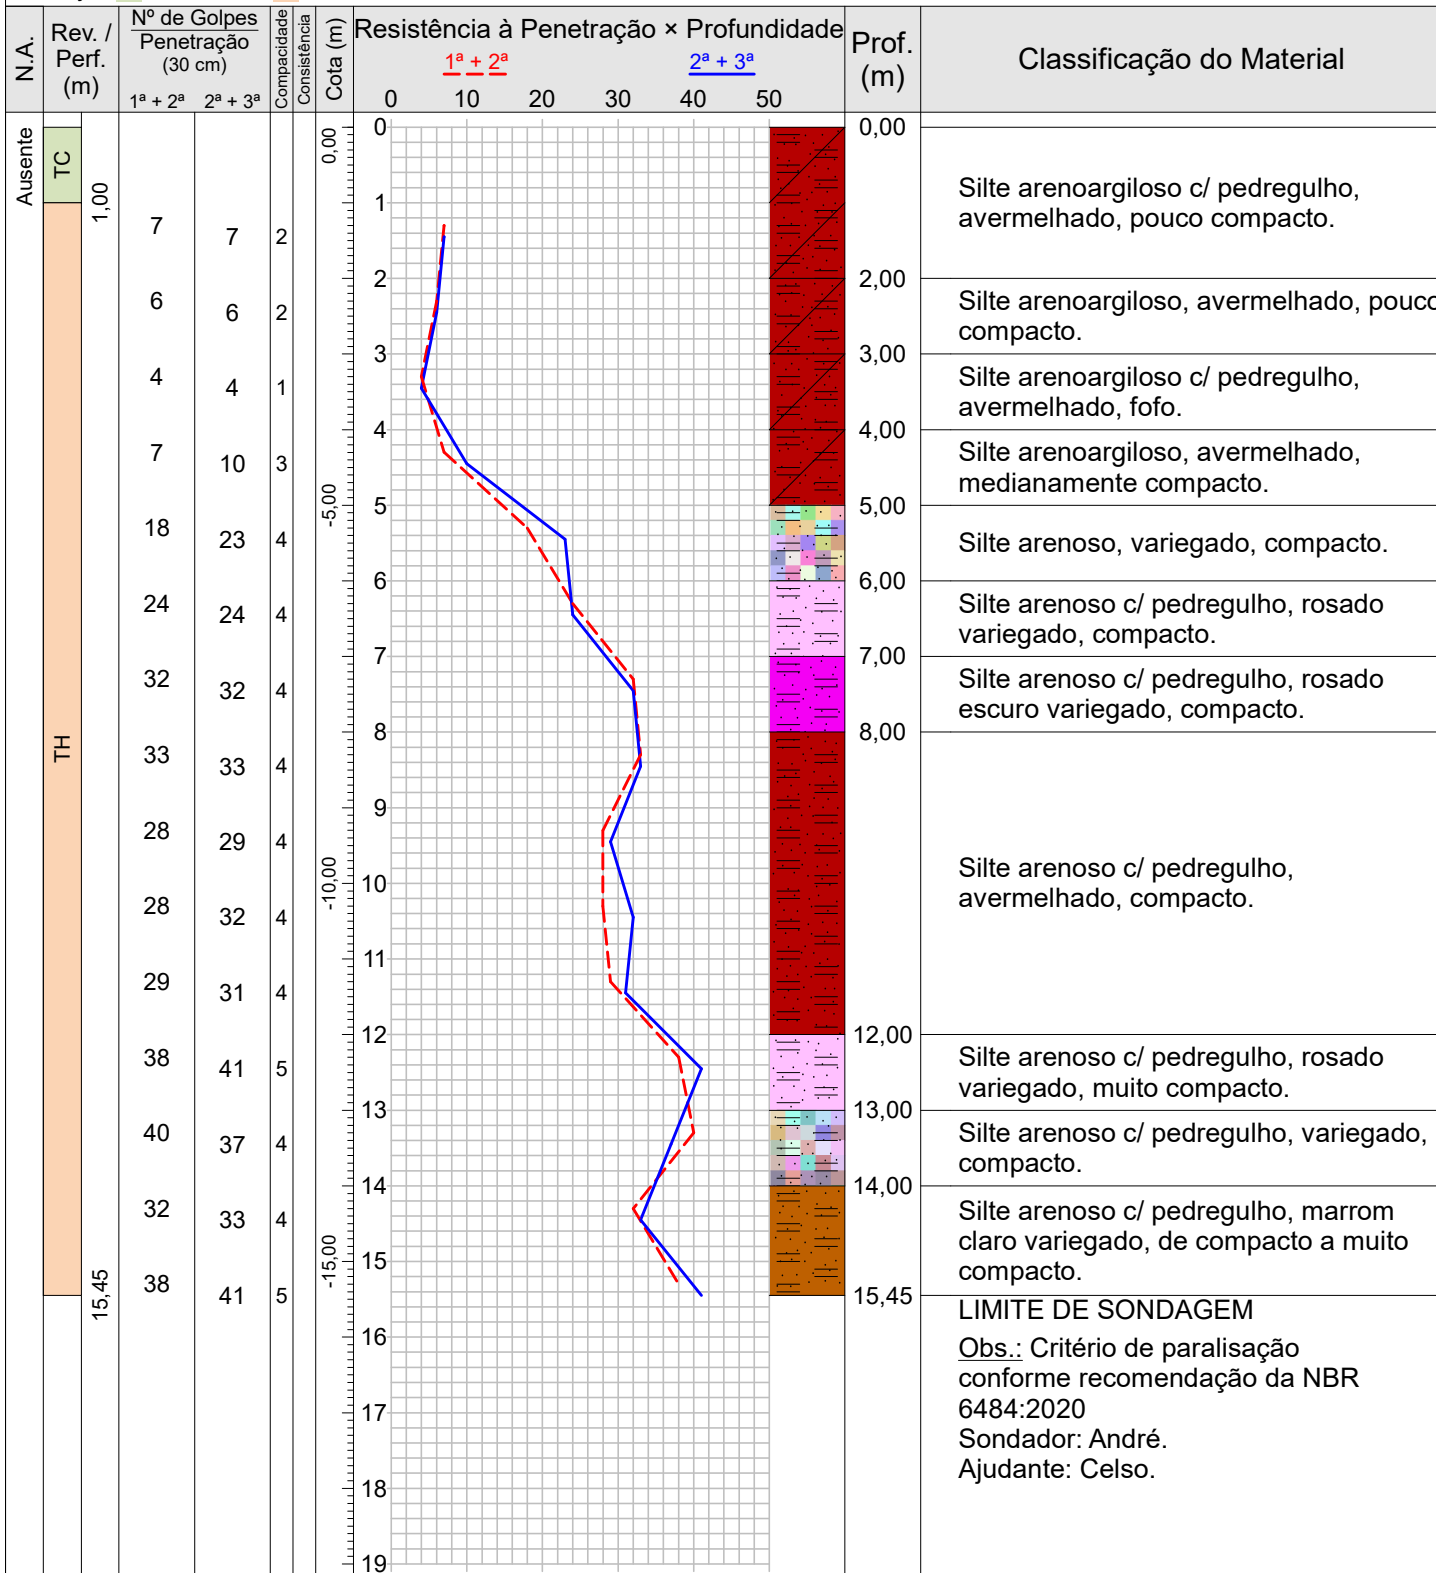 N.A.
Rev. /
Perf.
(m)
Nº de Golpes
Penetração
(30 cm)
1ª + 2ª 2ª + 3ª
Compacidade
Consistência
Cota (m)
Resistência à Penetração × Profundidade
1ª + 2ª 2ª + 3ª
0 10 20 30 40 50
Prof.
(m)
Classificação do Material
Ausente
TC
1,00
TH
15,45
7 7 2
6 6 2
4 4 1
7 10 3
18 23 4
24 24 4
32 32 4
33 33 4
28 29 4
28 32 4
29 31 4
38 41 5
40 37 4
32 33 4
38 41 5
0,00
-5,00
-10,00
-15,00
0
1
2
3
4
5
6
7
8
9
10
11
12
13
14
15
16
17
18
19
0,00
Silte arenoargiloso c/ pedregulho,
avermelhado, pouco compacto.
2,00
Silte arenoargiloso, avermelhado, pouco
compacto.
3,00
Silte arenoargiloso c/ pedregulho,
avermelhado, fofo.
4,00
Silte arenoargiloso, avermelhado,
medianamente compacto.
5,00
Silte arenoso, variegado, compacto.
6,00
Silte arenoso c/ pedregulho, rosado
variegado, compacto.
7,00
Silte arenoso c/ pedregulho, rosado
escuro variegado, compacto.
8,00
Silte arenoso c/ pedregulho,
avermelhado, compacto.
12,00
Silte arenoso c/ pedregulho, rosado
variegado, muito compacto.
13,00
Silte arenoso c/ pedregulho, variegado,
compacto.
14,00
Silte arenoso c/ pedregulho, marrom
claro variegado, de compacto a muito
compacto.
15,45
LIMITE DE SONDAGEM
Obs.: Critério de paralisação
conforme recomendação da NBR
6484:2020
Sondador: André.
Ajudante: Celso.